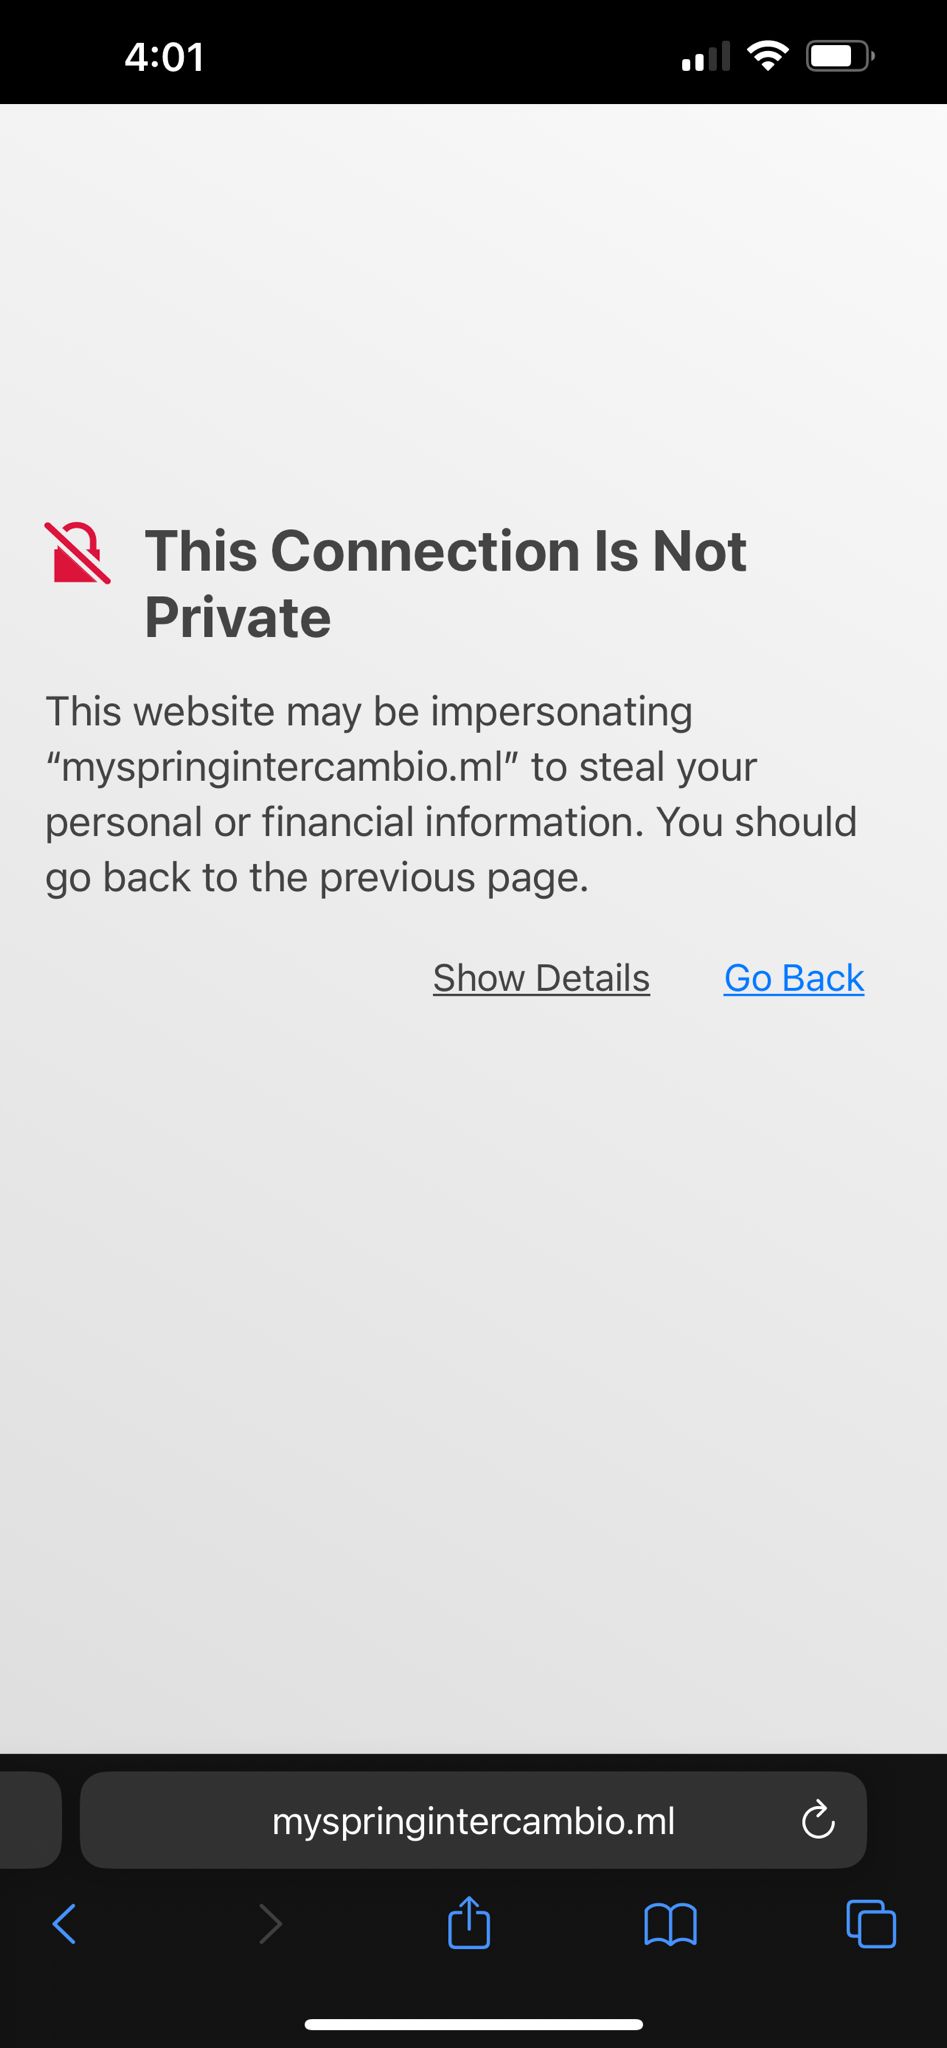 4:01
This Connection Is Not
Private
This website may be impersonating
“myspringintercambio.ml” to steal your
personal or financial information. You should
go back to the previous page.
Show Details Go Back
myspringintercambio.ml